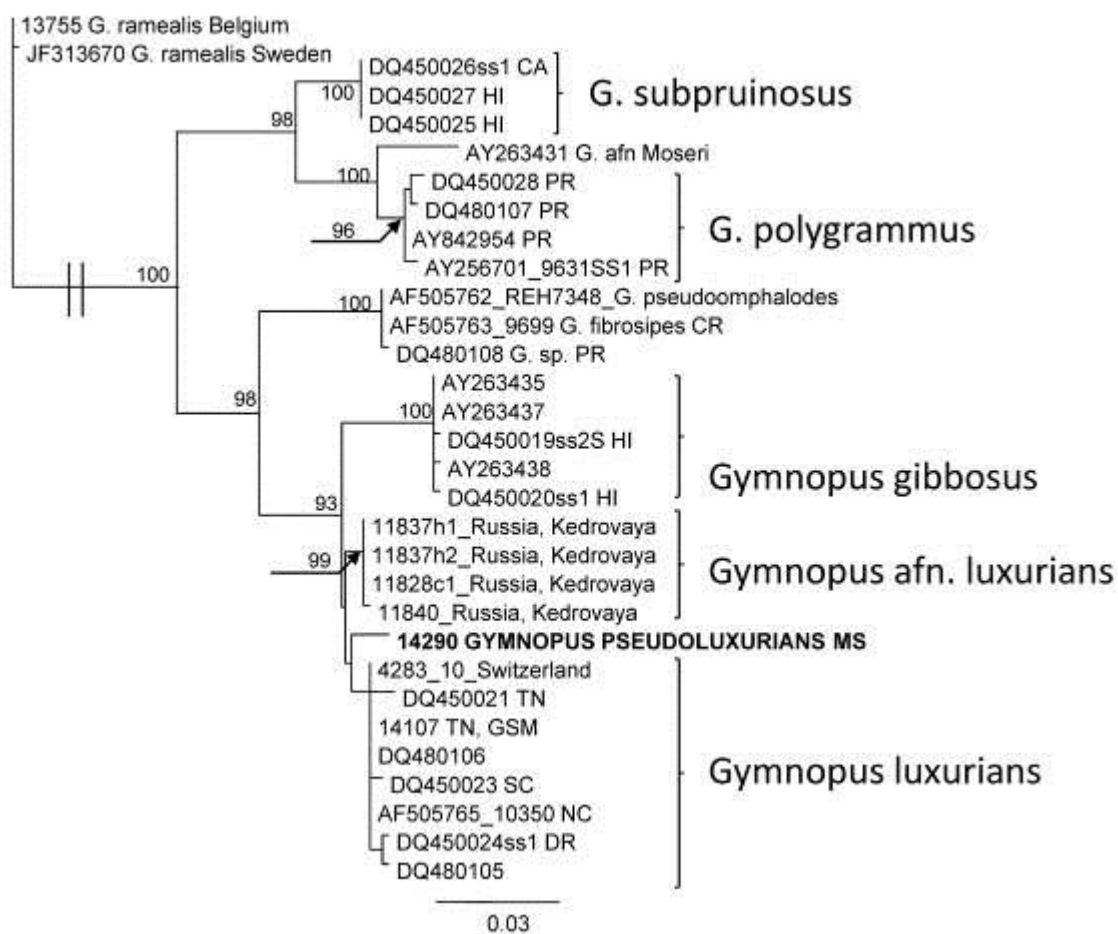 13755 G. ramealis Belgium
JF313670 G. ramealis Sweden
DQ450026ss1 CA
100
DQ450027 HI
G. subpruinosus
DQ450025 HI
98
AY263431 G. afn Moseri
100
DQ450028 PR
DQ480107 PR
G. polygrammus
96
AY842954 PR
AY256701_9631SS1 PR
100
100
AF505762_REH7348_G. pseudoomphalodes
AF505763_9699 G. fibrosipes CR
DQ480108 G. sp. PR
98
AY263435
100
AY263437
DQ450019ss2S HI
AY263438
Gymnopus gibbosus
DQ450020ss1 HI
93
11837h1_Russia, Kedrovaya
99
11837h2_Russia, Kedrovaya
Gymnopus afn. luxurians
11828c1_Russia, Kedrovaya
11840_Russia, Kedrovaya
14290 GYMNOPUS PSEUDOLUXURIANS MS
4283_10_Switzerland
DQ450021 TN
14107 TN, GSM
DQ480106
Gymnopus luxurians
DQ450023 SC
AF505765_10350 NC
DQ450024ss1 DR
DQ480105
0.03